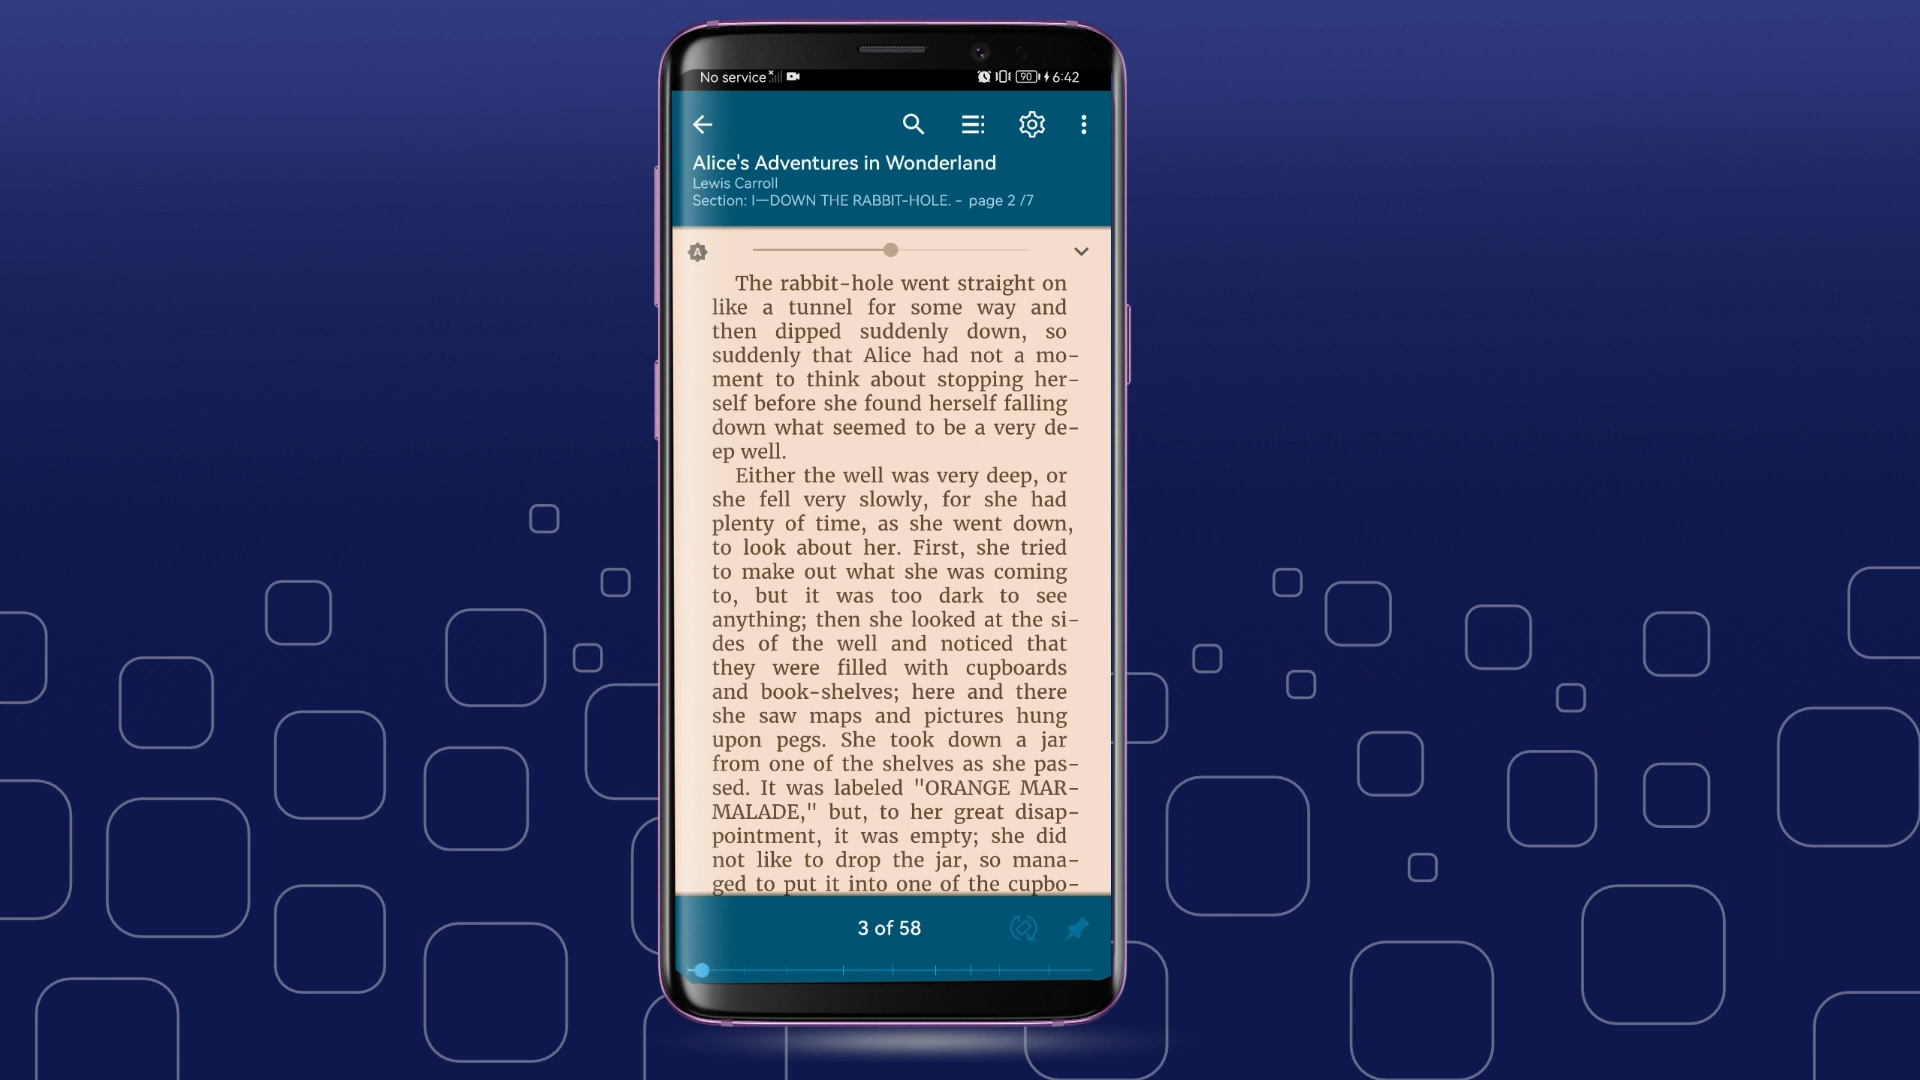 No service
90 6:42
Alice's Adventures in Wonderland
Lewis Carroll
Section: I—DOWN THE RABBIT-HOLE. - page 2 /7
A
The rabbit-hole went straight on
like a tunnel for some way and
then dipped suddenly down, so
suddenly that Alice had not a mo-
ment to think about stopping her-
self before she found herself falling
down what seemed to be a very de-
ep well.
Either the well was very deep, or
she fell very slowly, for she had
plenty of time, as she went down,
to look about her. First, she tried
to make out what she was coming
to, but it was too dark to see
anything; then she looked at the si-
des of the well and noticed that
they were filled with cupboards
and book-shelves; here and there
she saw maps and pictures hung
upon pegs. She took down a jar
from one of the shelves as she pas-
sed. It was labeled "ORANGE MAR-
MALADE," but, to her great disap-
pointment, it was empty; she did
not like to drop the jar, so mana-
ged to put it into one of the cupbo-
3 of 58